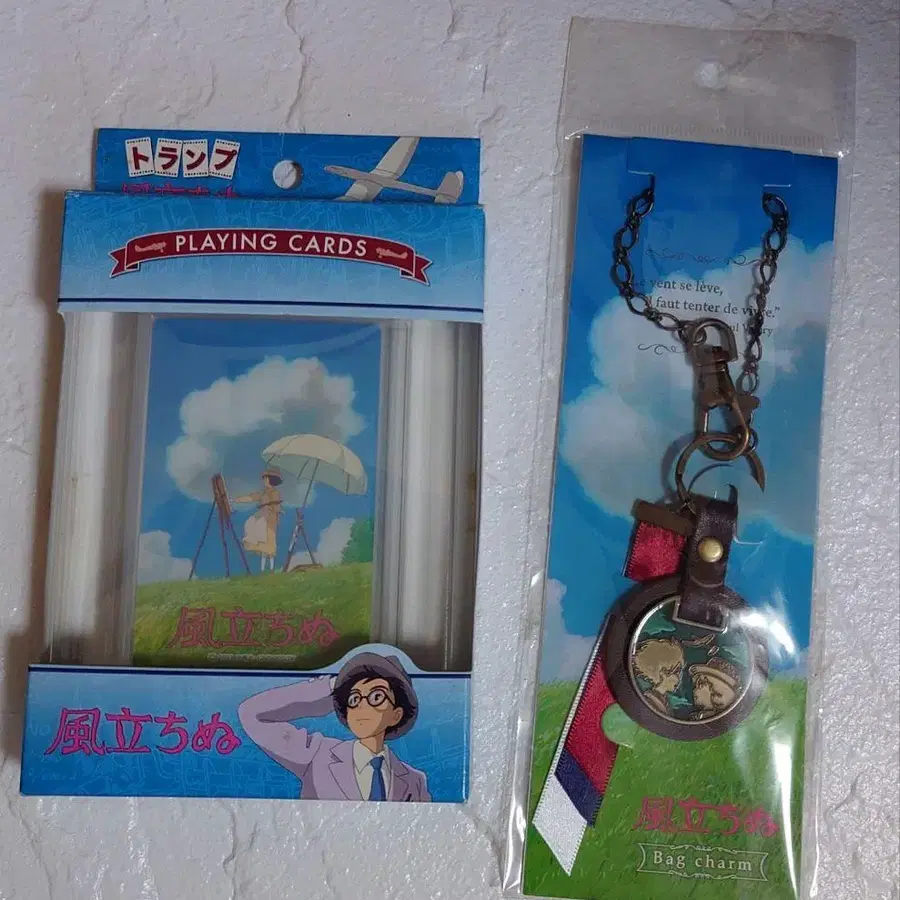 トランプ
PLAYING CARDS
風立ちぬ
風立ちぬ
vent se lève,
faut tenter de vivre."
風立ちぬ
Bag charm